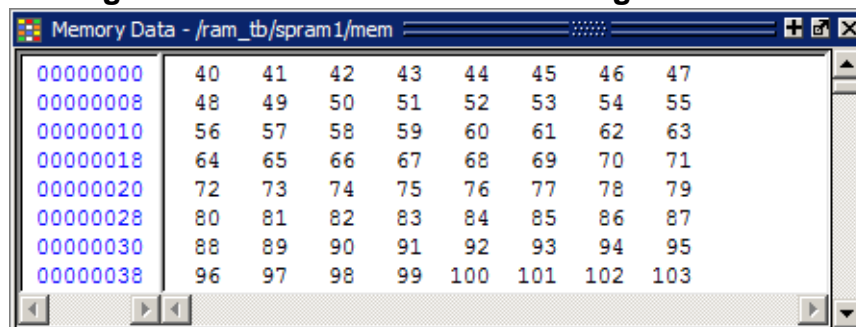 Memory Data - /ram_tb/spram1/mem
00000000 40 41 42 43 44 45 46 47
00000008 48 49 50 51 52 53 54 55
00000010 56 57 58 59 60 61 62 63
00000018 64 65 66 67 68 69 70 71
00000020 72 73 74 75 76 77 78 79
00000028 80 81 82 83 84 85 86 87
00000030 88 89 90 91 92 93 94 95
00000038 96 97 98 99 100 101 102 103